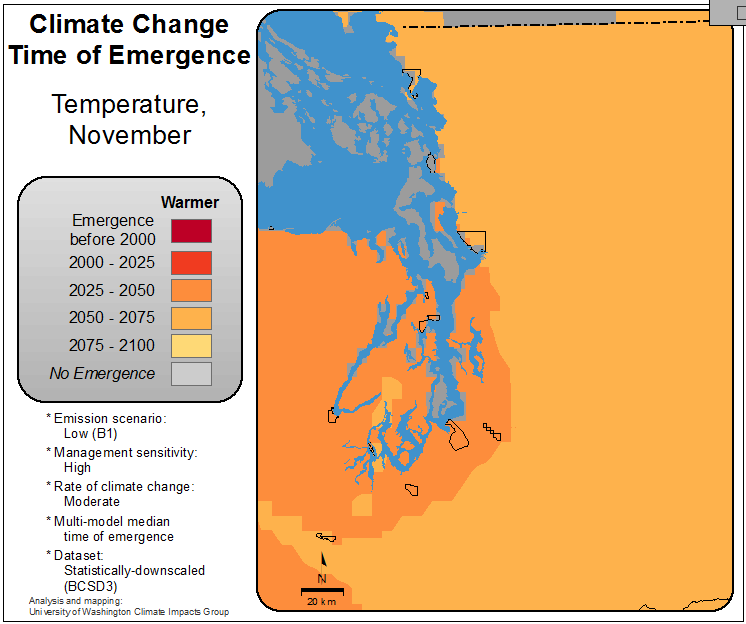 Climate Change
Time of Emergence
Temperature,
November
Warmer
Emergence
before 2000
2000 - 2025
2025 - 2050
2050 - 2075
2075 - 2100
No Emergence
* Emission scenario:
Low (B1)
* Management sensitivity:
High
* Rate of climate change:
Moderate
* Multi-model median
time of emergence
* Dataset:
Statistically-downscaled
(BCSD3)
Analysis and mapping:
University of Washington Climate Impacts Group
N
20 km